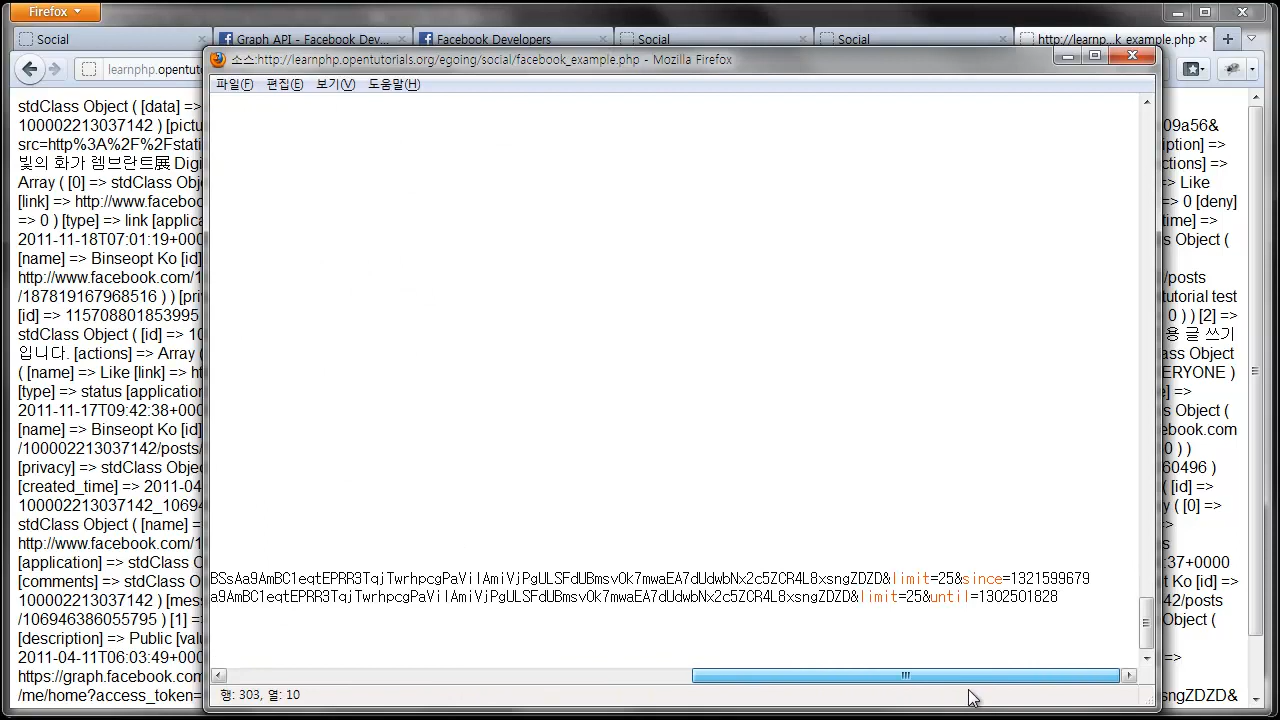 Firefox
Social
Graph API - Facebook Dev...
Facebook Developers
Social
Social
http://learnp...k_example.php
learnphp.opentutor
소스:http://learnphp.opentutorials.org/egoing/social/facebook_example.php - Mozilla Firefox
파일(F) 편집(E) 보기(V) 도움말(H)
stdClass Object ( [data] =>
100002213037142 ) [pictu
09a56&
src=http%3A%2F%2Fstati
빛의 화가 렘브란트展 Digi
iption] =>
Array ( [0] => stdClass Obj
=> Like
[link] => http://www.facebo
=> 0 [deny]
=> 0 ) [type] => link [applica
time] =>
2011-11-18T07:01:19+000
ss Object (
[name] => Binseopt Ko [id]
http://www.facebook.com/1
/posts
/187819167968516 ) ) [priv
tutorial test
[id] => 115708801853995
0 ) ) [2] =>
stdClass Object ( [id] => 10
용 글 쓰기
입니다. [actions] => Array (
ass Object
( [name] => Like [link] => ht
ERYONE )
[type] => status [application
2011-11-17T09:42:38+000
ss Object (
[name] => Binseopt Ko [id]
ebook.com
/100002213037142/posts/
0 ) )
[privacy] => stdClass Objec
60496 )
[created_time] => 2011-04
( [id] =>
100002213037142_10694
ay ( [0] =>
stdClass Object ( [name] =
http://www.facebook.com/1
[application] => stdClass O
:37+0000
[comments] => stdClass Ob
t Ko [id]
100002213037142 ) [mes
42/posts
/106946386055795 ) [1] =
Object (
[description] => Public [valu
2011-04-11T06:03:49+000
https://graph.facebook.com
/me/home?access_token=
sngZDZD&
BSsAa9AmBC1eqtEPRR3TqjTwrhpcgPaVilAmiVjPgULSFdUBmsvOk7mwaEA7dUdwbNx2c5ZCR4L8xsngZDZD&limit=25&since=1321599679
a9AmBC1eqtEPRR3TqjTwrhpcgPaVilAmiVjPgULSFdUBmsvOk7mwaEA7dUdwbNx2c5ZCR4L8xsngZDZD&limit=25&until=1302501828
행: 303, 열: 10